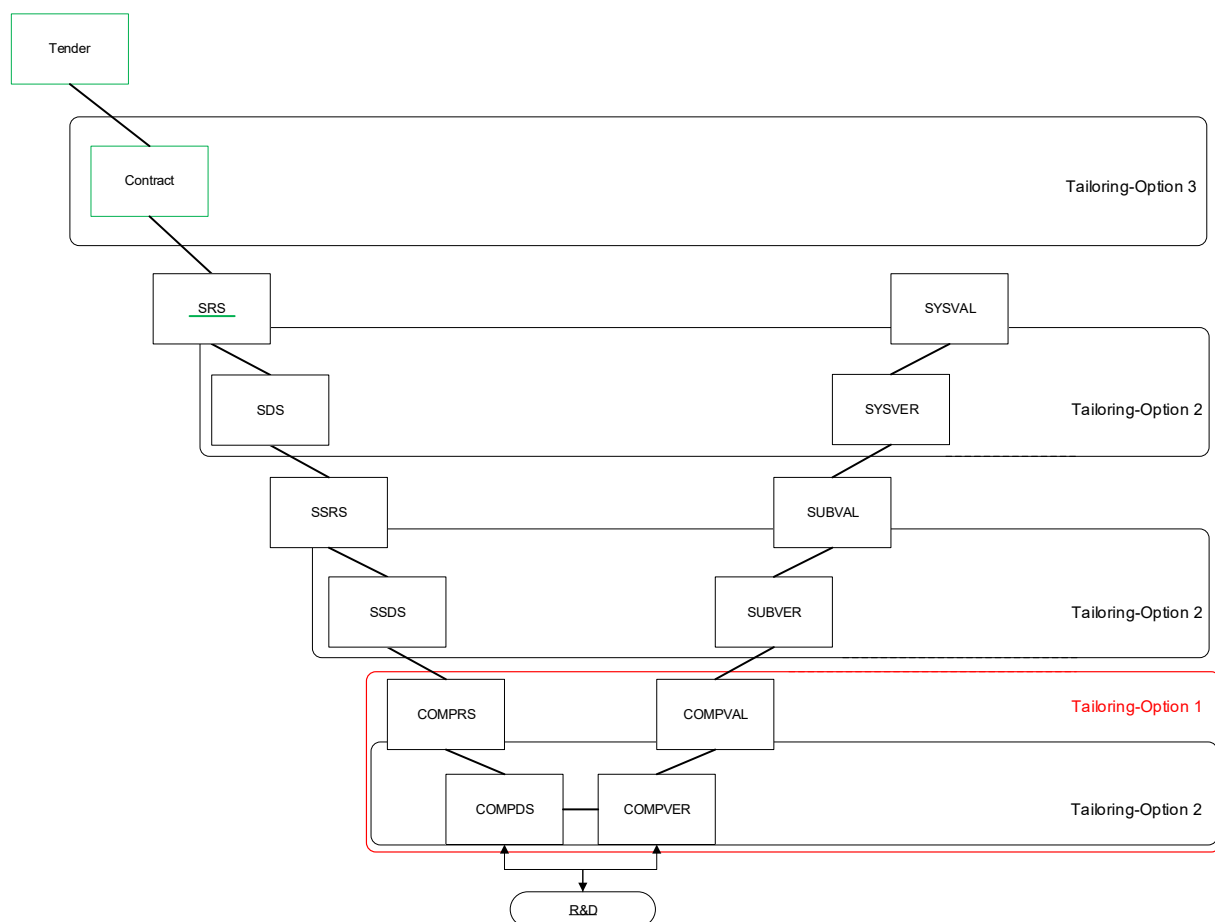 Tender
Contract
Tailoring-Option 3
SRS
SYSVAL
SDS
SYSVER
Tailoring-Option 2
SSRS
SUBVAL
SSDS
SUBVER
Tailoring-Option 2
COMPRS
COMPVAL
Tailoring-Option 1
COMPDS
COMPVER
Tailoring-Option 2
R&D